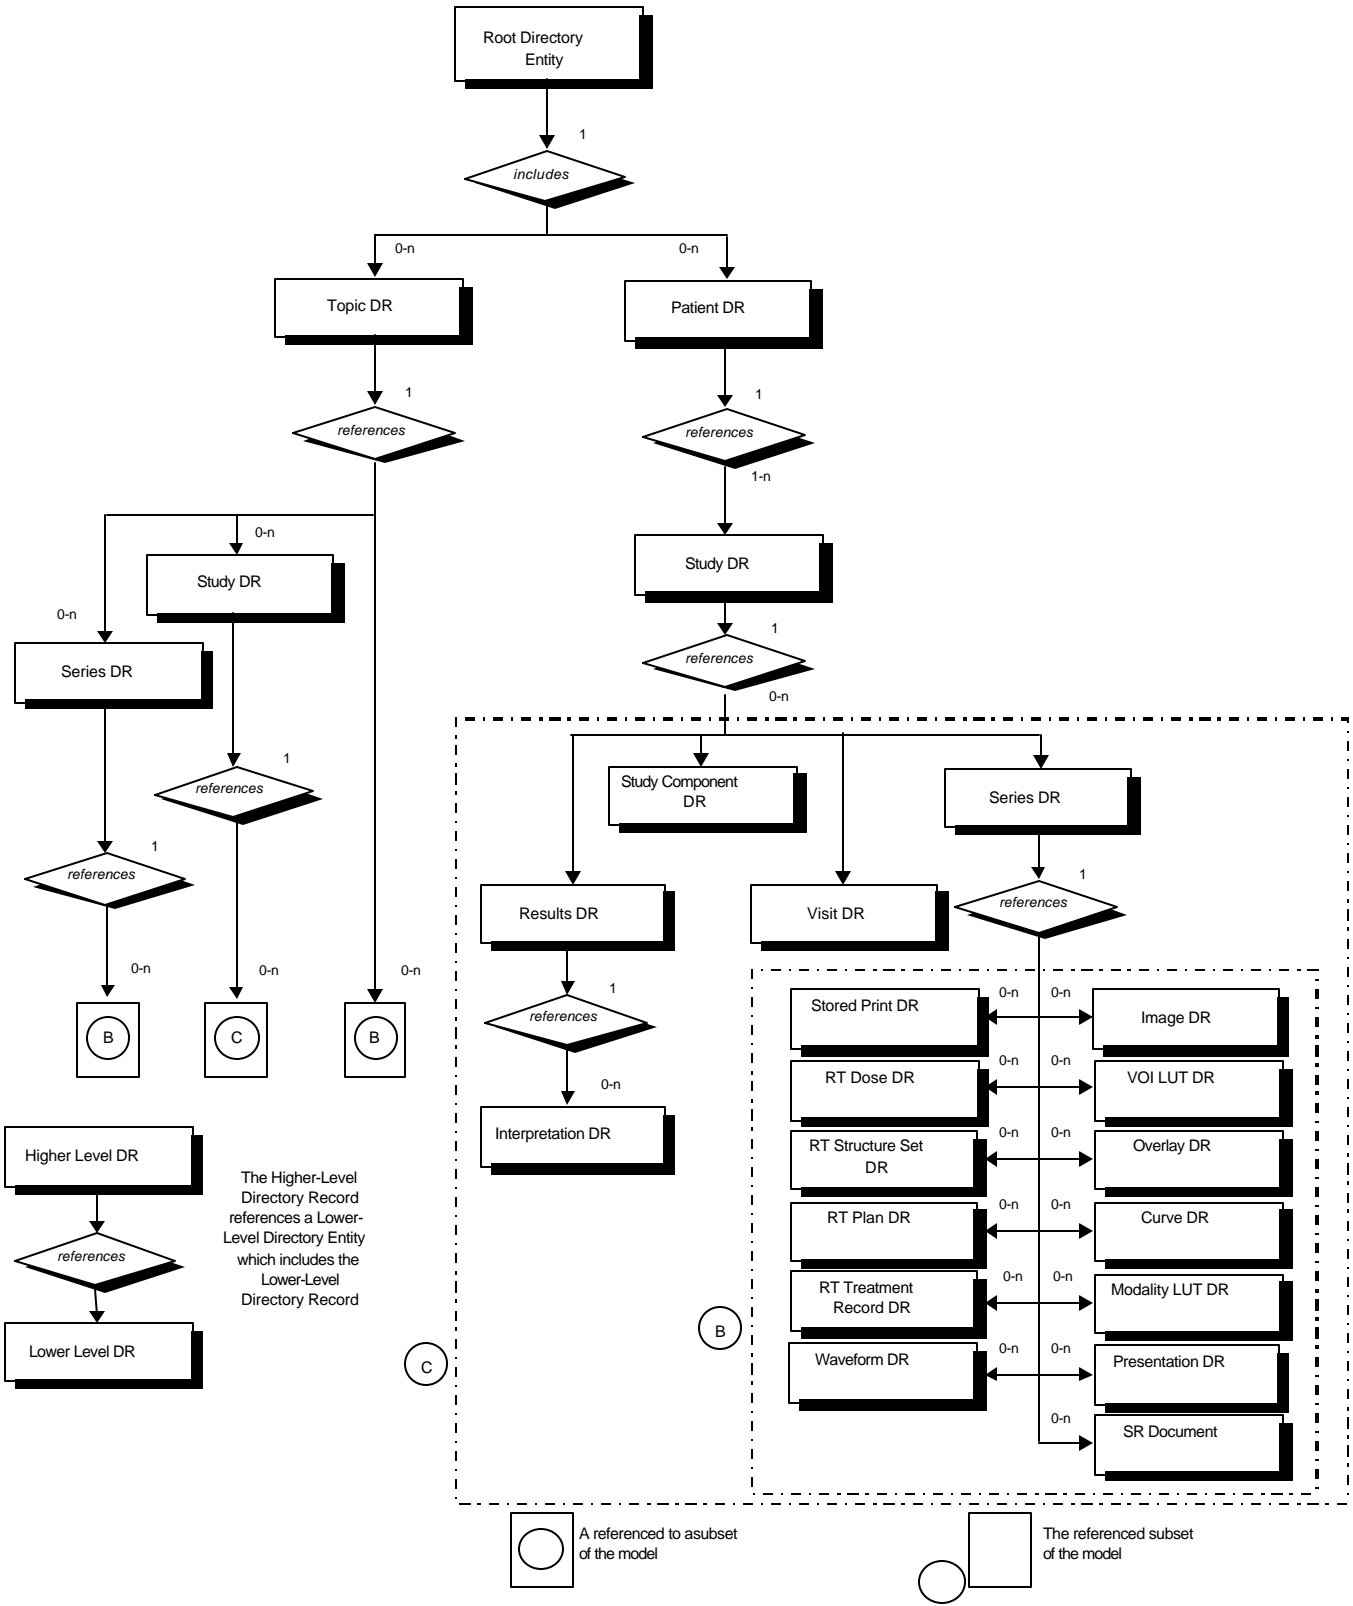 Root Directory
Entity
1
includes
0-n
0-n
Topic DR
Patient DR
1
1
references
references
1-n
0-n
Study DR
Study DR
0-n
1
Series DR
references
0-n
1
references
Study Component
DR
Series DR
1
references
1
references
Results DR
Visit DR
0-n
0-n
0-n
1
references
B
C
B
0-n
Interpretation DR
0-n
0-n
Stored Print DR
Image DR
0-n
0-n
RT Dose DR
VOI LUT DR
0-n
0-n
RT Structure Set
DR
Overlay DR
0-n
0-n
RT Plan DR
Curve DR
0-n
0-n
RT Treatment
Record DR
Modality LUT DR
0-n
0-n
Waveform DR
Presentation DR
0-n
SR Document
B
C
Higher Level DR
references
Lower Level DR
The Higher-Level
Directory Record
references a Lower-
Level Directory Entity
which includes the
Lower-Level
Directory Record
A referenced to asubset
of the model
The referenced subset
of the model